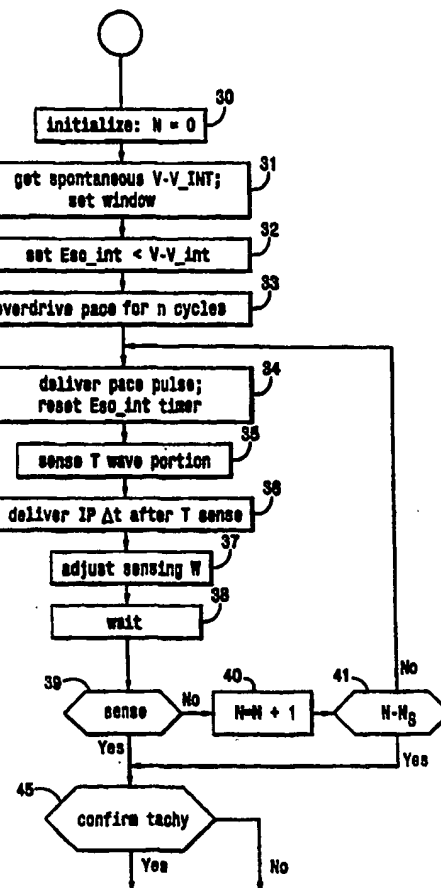 30
initialize: N = 0
31
get spontaneous V-V_INT;
set window
32
set Esc_int < V-V_int
33
overdrive pace for n cycles
34
deliver pace pulse;
reset Esc_int timer
35
sense T wave portion
36
deliver IP Δt after T sense
37
adjust sensing W
38
wait
39
sense
No
40
N=N + 1
41
N-Ns
No
Yes
Yes
45
confirm tachy
Yes
No